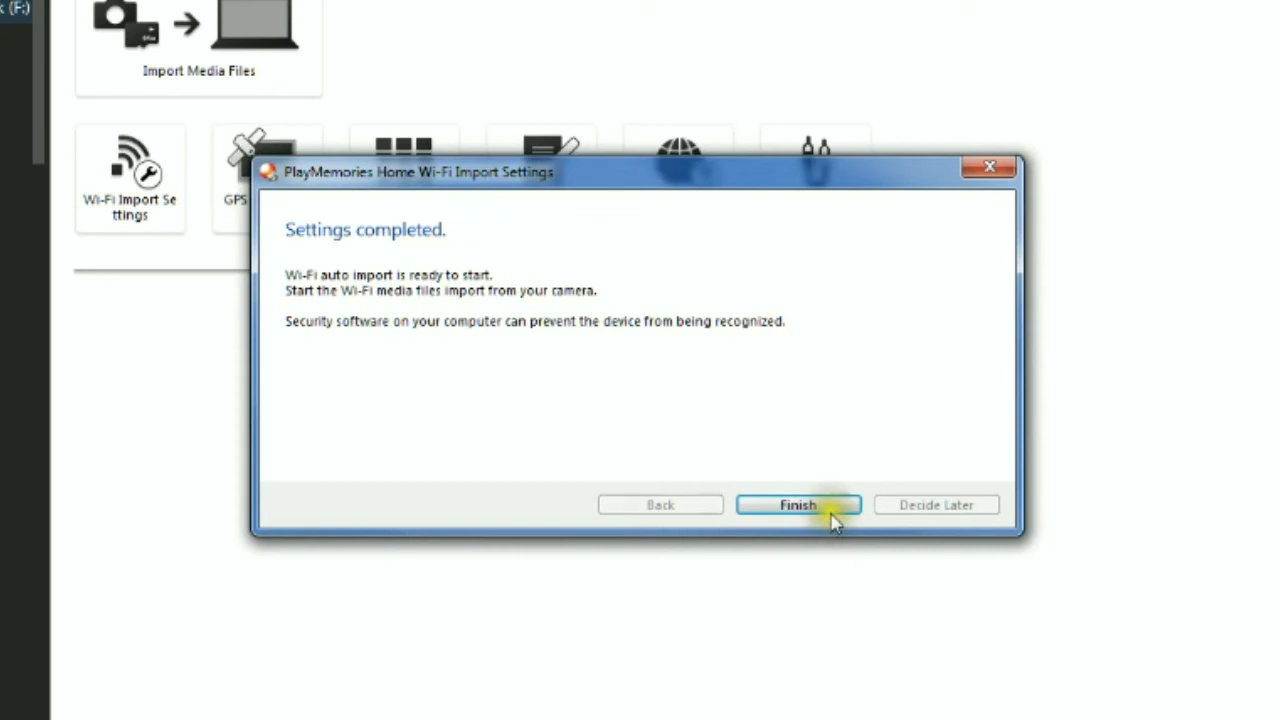 k (F:)
Import Media Files
Wi-Fi Import Se
ttings
GPS
PlayMemories Home Wi-Fi Import Settings
Settings completed.
Wi-Fi auto import is ready to start.
Start the Wi-Fi media files import from your camera.
Security software on your computer can prevent the device from being recognized.
Back
Finish
Decide Later